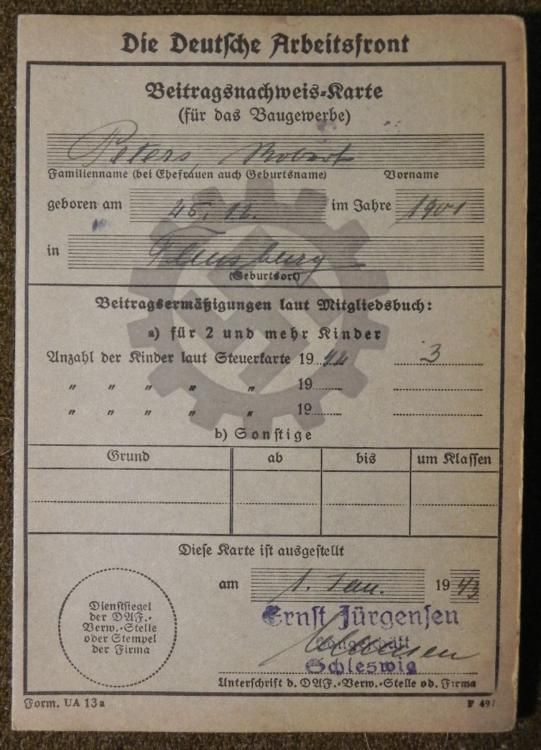 Die Deutsche Arbeitsfront
Beitragsnachweis-Karte
(für das Baugewerbe)
Peters, Robert
Familienname (bei Ehefrauen auch Geburtsname) Vorname
geboren am 12. im Jahre 1901
in Flensburg
(Geburtsort)
Beitragsermäßigungen laut Mitgliedsbuch:
a) für 2 und mehr Kinder
Anzahl der Kinder laut Steuerkarte 19 42 3
" " " " " 19
" " " " " 19
b) Sonstige
Grund ab bis um Klassen
Diese Karte ist ausgestellt
am 1. Jan. 19 43
Dienstsiegel
der DAF.-
Verw.-Stelle
oder Stempel
der Firma
Ernst Jürgensen
Schleswig
Unterschrift d. DAF.-Verw.-Stelle od. Firma
Form. UA 13a